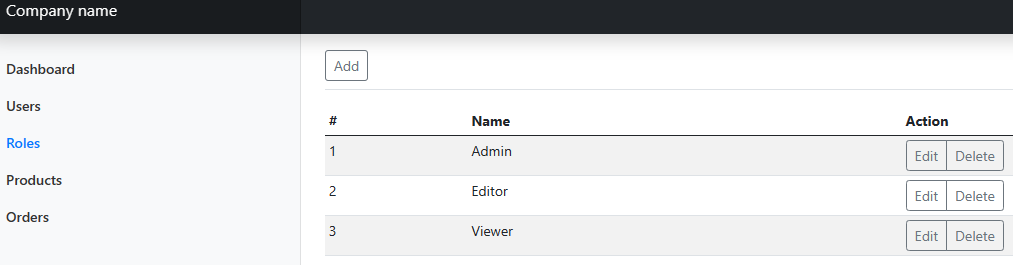 Company name
Dashboard
Users
Roles
Products
Orders
Add
# Name Action
1 Admin Edit Delete
2 Editor Edit Delete
3 Viewer Edit Delete